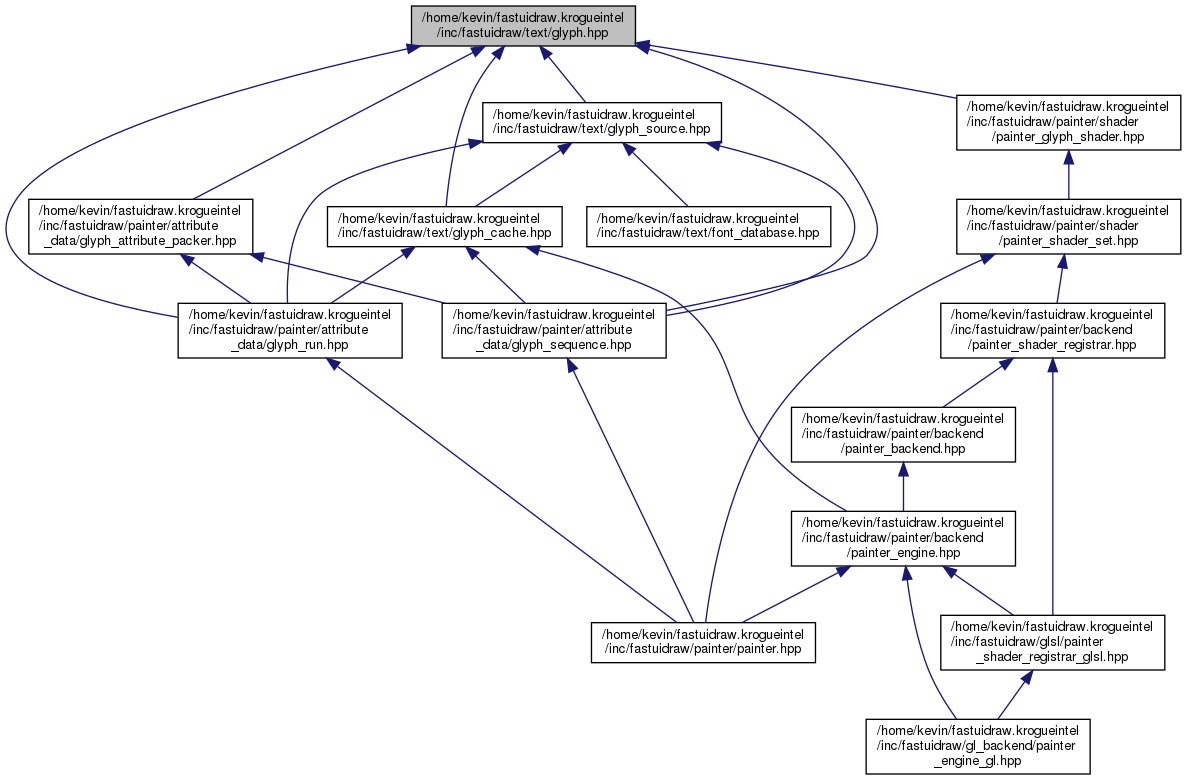 /home/kevin/fastuidraw.krogueintel
/inc/fastuidraw/text/glyph.hpp
/home/kevin/fastuidraw.krogueintel
/inc/fastuidraw/text/glyph_source.hpp
/home/kevin/fastuidraw.krogueintel
/inc/fastuidraw/painter/shader
/painter_glyph_shader.hpp
/home/kevin/fastuidraw.krogueintel
/inc/fastuidraw/painter/attribute
_data/glyph_attribute_packer.hpp
/home/kevin/fastuidraw.krogueintel
/inc/fastuidraw/text/glyph_cache.hpp
/home/kevin/fastuidraw.krogueintel
/inc/fastuidraw/text/font_database.hpp
/home/kevin/fastuidraw.krogueintel
/inc/fastuidraw/painter/shader
/painter_shader_set.hpp
/home/kevin/fastuidraw.krogueintel
/inc/fastuidraw/painter/attribute
_data/glyph_run.hpp
/home/kevin/fastuidraw.krogueintel
/inc/fastuidraw/painter/attribute
_data/glyph_sequence.hpp
/home/kevin/fastuidraw.krogueintel
/inc/fastuidraw/painter/backend
/painter_shader_registrar.hpp
/home/kevin/fastuidraw.krogueintel
/inc/fastuidraw/painter/backend
/painter_backend.hpp
/home/kevin/fastuidraw.krogueintel
/inc/fastuidraw/painter/backend
/painter_engine.hpp
/home/kevin/fastuidraw.krogueintel
/inc/fastuidraw/painter/painter.hpp
/home/kevin/fastuidraw.krogueintel
/inc/fastuidraw/glsl/painter
_shader_registrar_glsl.hpp
/home/kevin/fastuidraw.krogueintel
/inc/fastuidraw/gl_backend/painter
_engine_gl.hpp